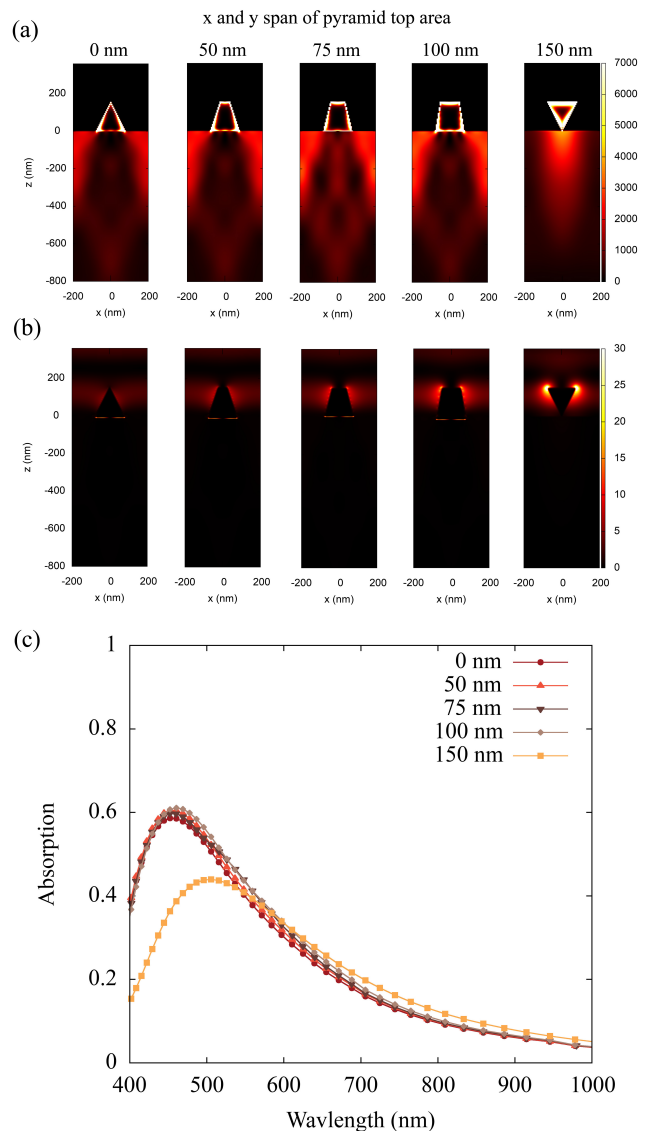 x and y span of pyramid top area
(a)
0 nm 50 nm 75 nm 100 nm 150 nm
200
0
-200
-400
-600
-800
z (nm)
-200 0 200 -200 0 200 -200 0 200 -200 0 200 -200 0 200
x (nm) x (nm) x (nm) x (nm) x (nm)
7000
6000
5000
4000
3000
2000
1000
0
(b)
200
0
-200
-400
-600
-800
z (nm)
-200 0 200 -200 0 200 -200 0 200 -200 0 200 -200 0 200
x (nm) x (nm) x (nm) x (nm) x (nm)
30
25
20
15
10
5
0
(c)
1
0.8
0.6
0.4
0.2
0
Absorption
0 nm
50 nm
75 nm
100 nm
150 nm
400 500 600 700 800 900 1000
Wavlength (nm)